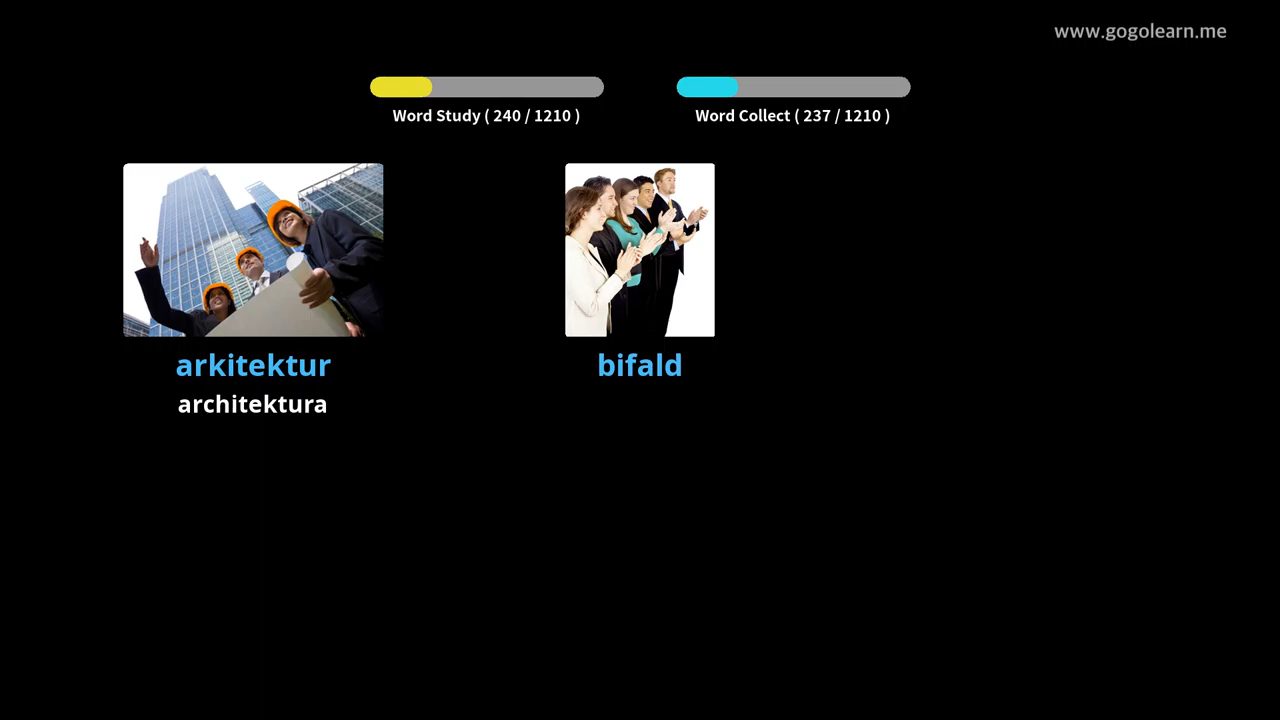 www.gogolearn.me
Word Study ( 240 / 1210 )
Word Collect ( 237 / 1210 )
arkitektur
bifald
architektura